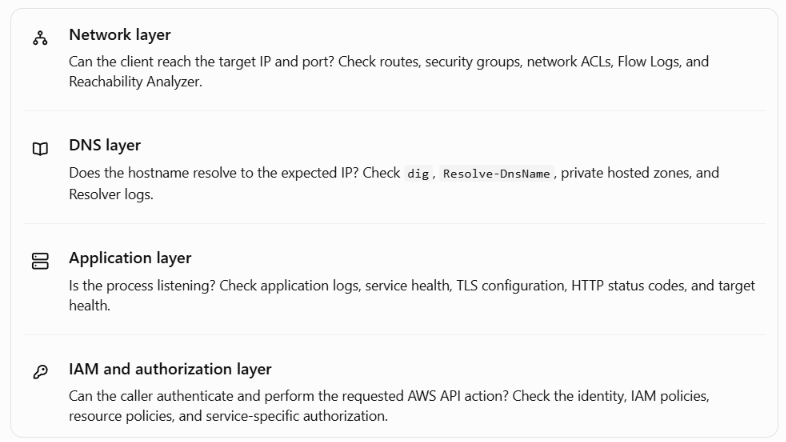 Network layer
Can the client reach the target IP and port? Check routes, security groups, network ACLs, Flow Logs, and
Reachability Analyzer.
DNS layer
Does the hostname resolve to the expected IP? Check dig, Resolve-DnsName, private hosted zones, and
Resolver logs.
Application layer
Is the process listening? Check application logs, service health, TLS configuration, HTTP status codes, and target
health.
IAM and authorization layer
Can the caller authenticate and perform the requested AWS API action? Check the identity, IAM policies,
resource policies, and service-specific authorization.